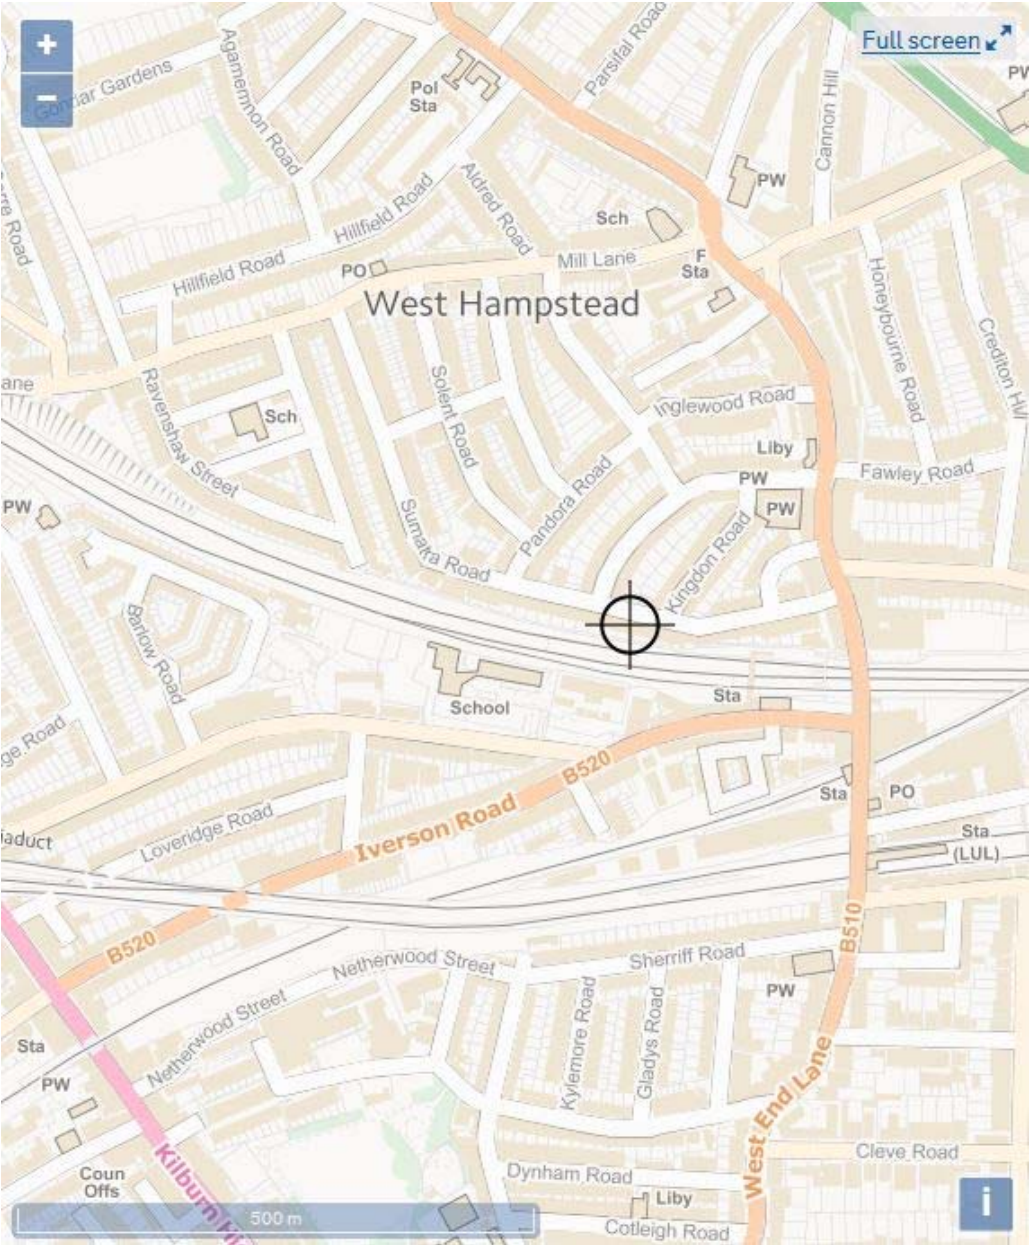 +
Full screen
−
Gondar Gardens
Agamemnon Road
Pol
Sta
Parsifal Road
Cannon Hill
PW
PW
Aldred Road
Hillfield Road
Hillfield Road
Sch
Mill Lane
F
Sta
PO
West Hampstead
Honeybourne Road
Crediton Hill
Ravenshaw Street
Sch
Solent Road
Inglewood Road
Liby
Fawley Road
PW
PW
PW
Pandora Road
Sumatra Road
Kingdon Road
Barlow Road
School
Sta
B520
Iverson Road
Sta
PO
Loveridge Road
Sta
(LUL)
B510
B520
Netherwood Street
Sherriff Road
PW
Netherwood Street
Kylemore Road
Gladys Road
Sta
PW
West End Lane
Cleve Road
Coun
Offs
Kilburn
Dynham Road
Liby
Cotleigh Road
500 m
i